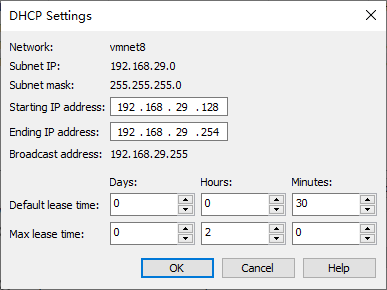 DHCP Settings
Network: vmnet8
Subnet IP: 192.168.29.0
Subnet mask: 255.255.255.0
Starting IP address: 192 . 168 . 29 . 128
Ending IP address: 192 . 168 . 29 . 254
Broadcast address: 192.168.29.255
Days: Hours: Minutes:
Default lease time: 0 0 30
Max lease time: 0 2 0
OK Cancel Help